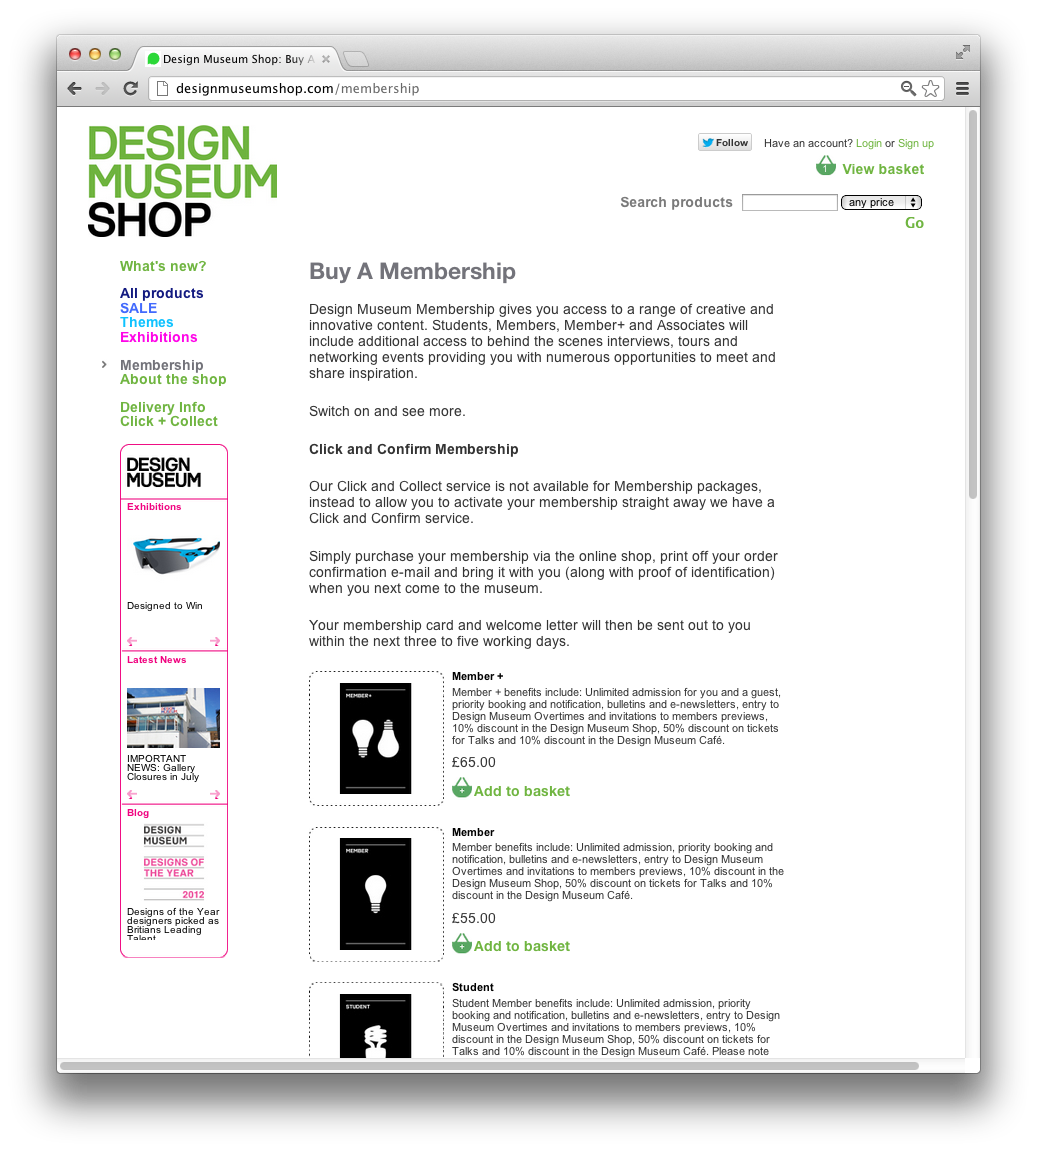 Design Museum Shop: Buy A
designmuseumshop.com/membership
DESIGN
MUSEUM
SHOP
Follow
Have an account? Login or Sign up
1
View basket
Search products
any price
Go
What's new?
All products
SALE
Themes
Exhibitions
Membership
About the shop
Delivery Info
Click + Collect
DESIGN
MUSEUM
Exhibitions
Designed to Win
Latest News
IMPORTANT
NEWS: Gallery
Closures in July
Blog
DESIGN
MUSEUM
DESIGNS OF
THE YEAR
2012
Designs of the Year
designers picked as
Britians Leading
Talent
Buy A Membership
Design Museum Membership gives you access to a range of creative and
innovative content. Students, Members, Member+ and Associates will
include additional access to behind the scenes interviews, tours and
networking events providing you with numerous opportunities to meet and
share inspiration.
Switch on and see more.
Click and Confirm Membership
Our Click and Collect service is not available for Membership packages,
instead to allow you to activate your membership straight away we have a
Click and Confirm service.
Simply purchase your membership via the online shop, print off your order
confirmation e-mail and bring it with you (along with proof of identification)
when you next come to the museum.
Your membership card and welcome letter will then be sent out to you
within the next three to five working days.
MEMBER+
Member +
Member + benefits include: Unlimited admission for you and a guest,
priority booking and notification, bulletins and e-newsletters, entry to
Design Museum Overtimes and invitations to members previews,
10% discount in the Design Museum Shop, 50% discount on tickets
for Talks and 10% discount in the Design Museum Café.
£65.00
Add to basket
MEMBER
Member
Member benefits include: Unlimited admission, priority booking and
notification, bulletins and e-newsletters, entry to Design Museum
Overtimes and invitations to members previews, 10% discount in the
Design Museum Shop, 50% discount on tickets for Talks and 10%
discount in the Design Museum Café.
£55.00
Add to basket
STUDENT
Student
Student Member benefits include: Unlimited admission, priority
booking and notification, bulletins and e-newsletters, entry to Design
Museum Overtimes and invitations to members previews, 10%
discount in the Design Museum Shop, 50% discount on tickets for
Talks and 10% discount in the Design Museum Café. Please note